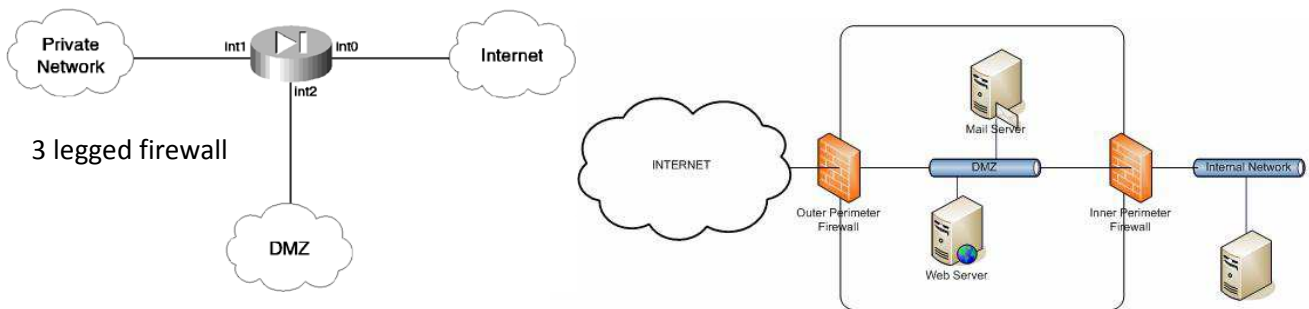 Private
Network
int1
int0
Internet
int2
3 legged firewall
DMZ
INTERNET
Outer Perimeter
Firewall
Mail Server
DMZ
Web Server
Inner Perimeter
Firewall
Internal Network